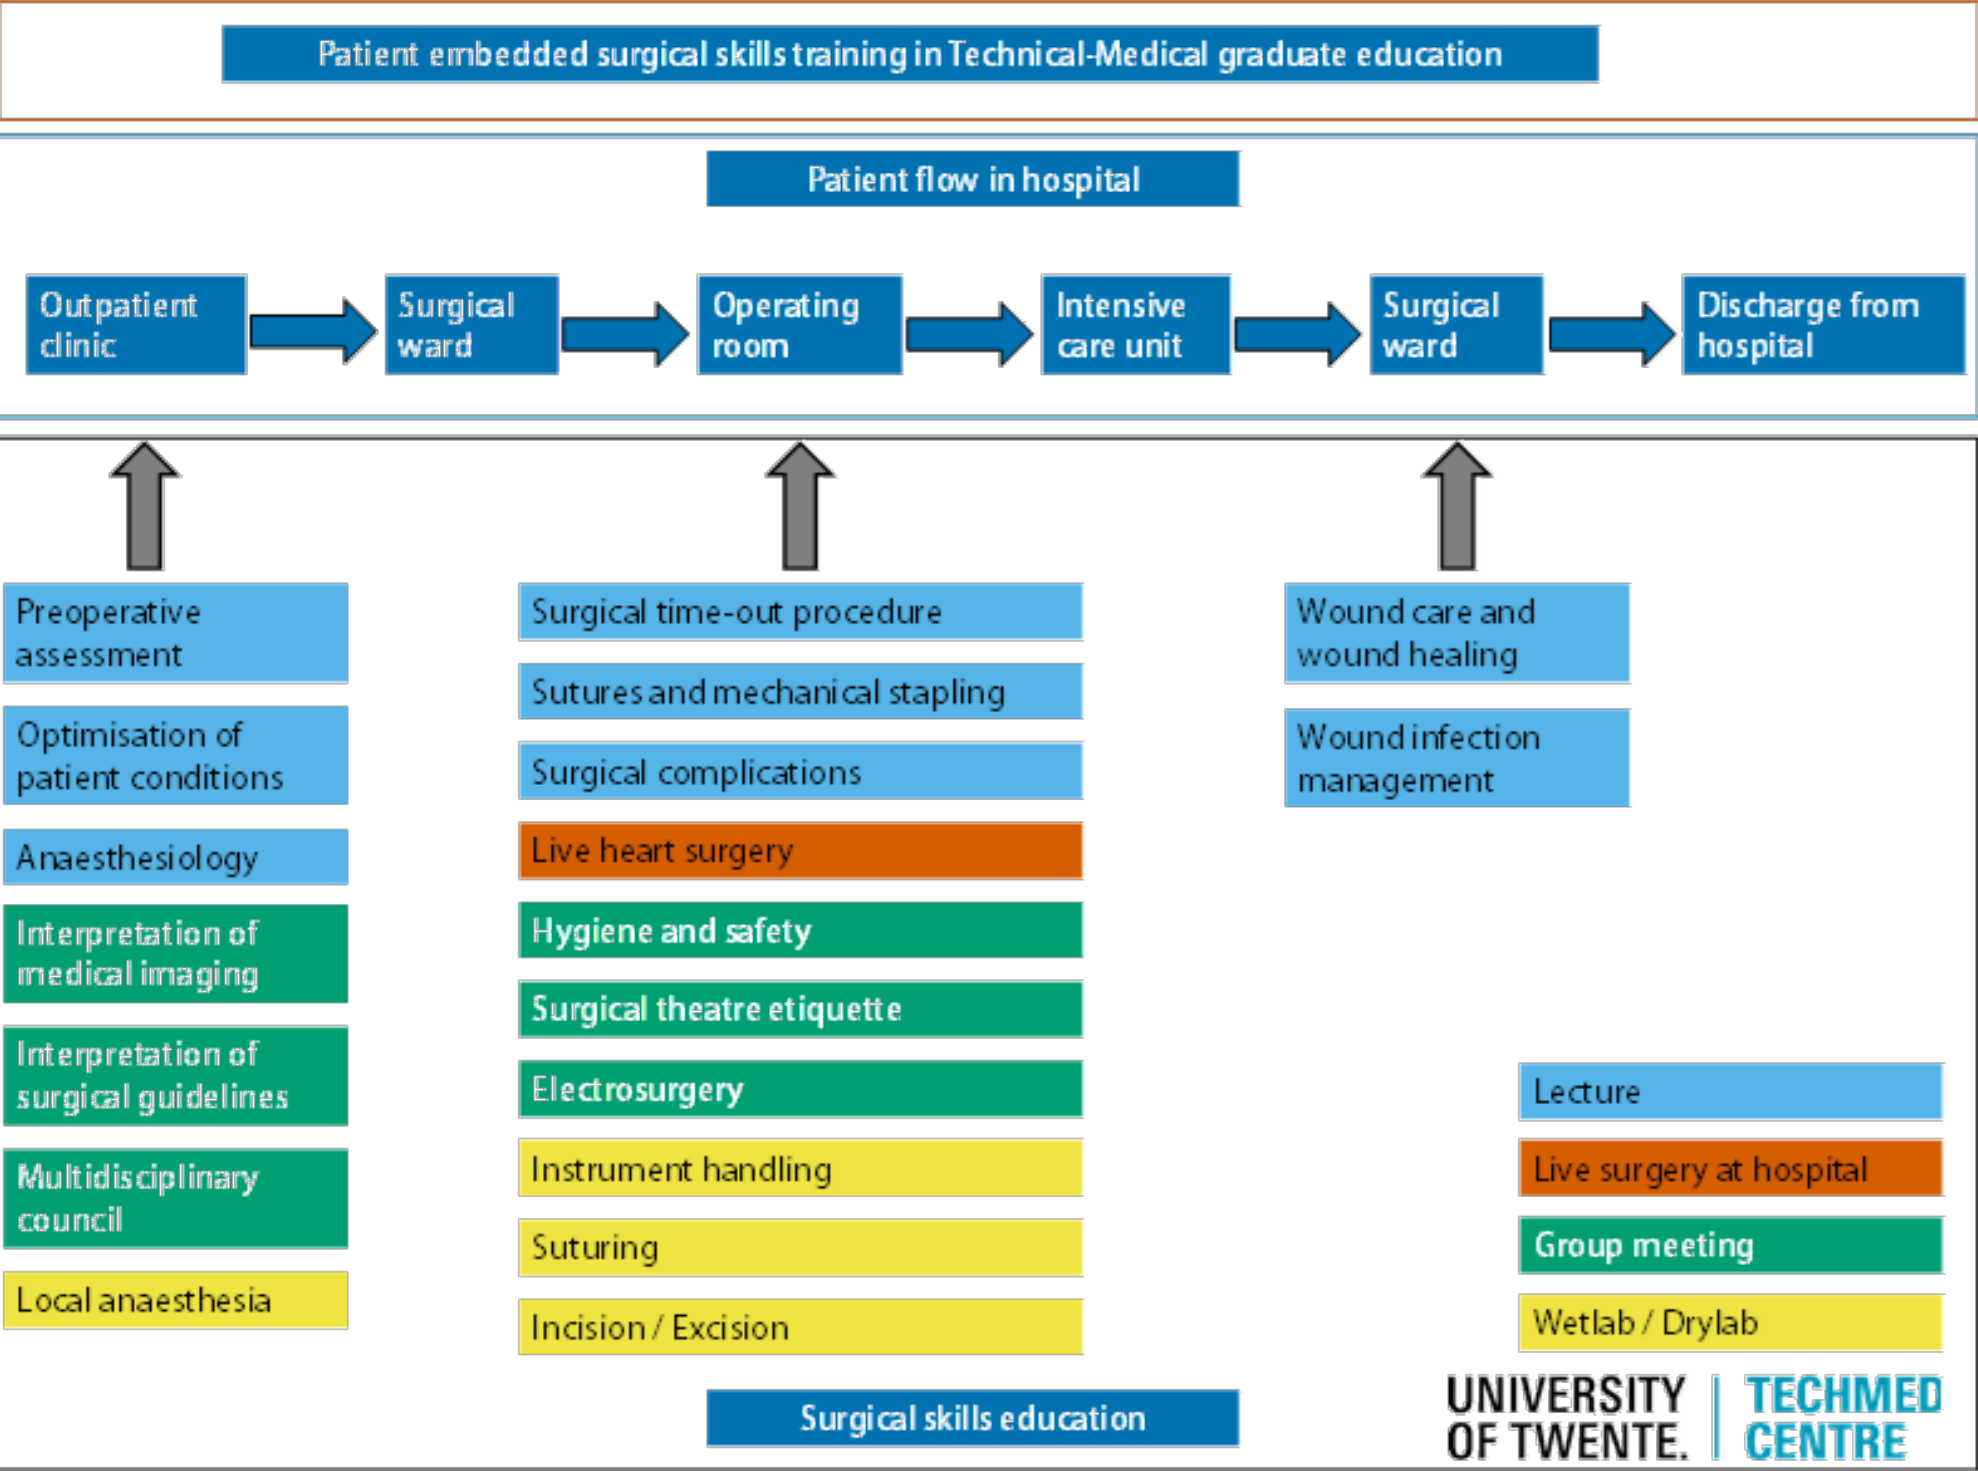 Patient embedded surgical skills training in Technical-Medical graduate education
Patient flow in hospital
Outpatient
clinic
Surgical
ward
Operating
room
Intensive
care unit
Surgical
ward
Discharge from
hospital
Preoperative
assessment
Optimisation of
patient conditions
Anaesthesiology
Interpretation of
medical imaging
Interpretation of
surgical guidelines
Multidisciplinary
council
Local anaesthesia
Surgical time-out procedure
Sutures and mechanical stapling
Surgical complications
Live heart surgery
Hygiene and safety
Surgical theatre etiquette
Electrosurgery
Instrument handling
Suturing
Incision / Excision
Wound care and
wound healing
Wound infection
management
Lecture
Live surgery at hospital
Group meeting
Wetlab / Drylab
Surgical skills education
UNIVERSITY
OF TWENTE.
TECHMED
CENTRE